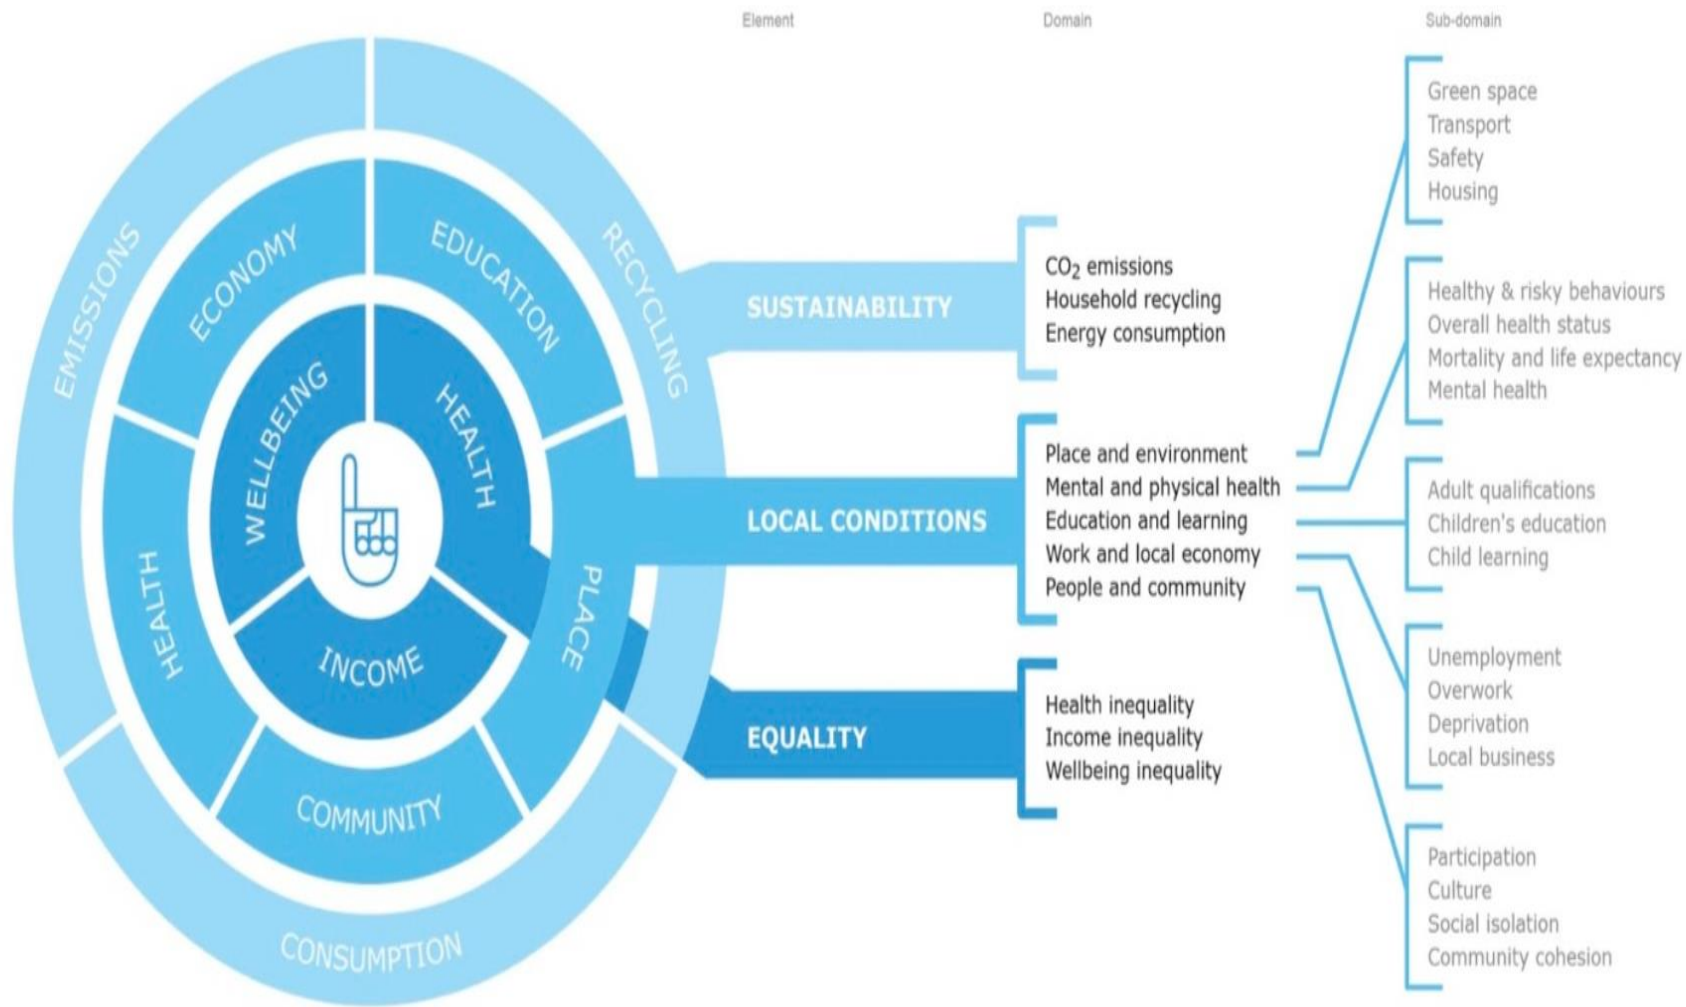 Element
Domain
Sub-domain
EMISSIONS
RECYCLING
CONSUMPTION
ECONOMY
EDUCATION
HEALTH
PLACE
COMMUNITY
WELLBEING
HEALTH
INCOME
SUSTAINABILITY
CO₂ emissions
Household recycling
Energy consumption
LOCAL CONDITIONS
Place and environment
Mental and physical health
Education and learning
Work and local economy
People and community
EQUALITY
Health inequality
Income inequality
Wellbeing inequality
Green space
Transport
Safety
Housing
Healthy & risky behaviours
Overall health status
Mortality and life expectancy
Mental health
Adult qualifications
Children's education
Child learning
Unemployment
Overwork
Deprivation
Local business
Participation
Culture
Social isolation
Community cohesion